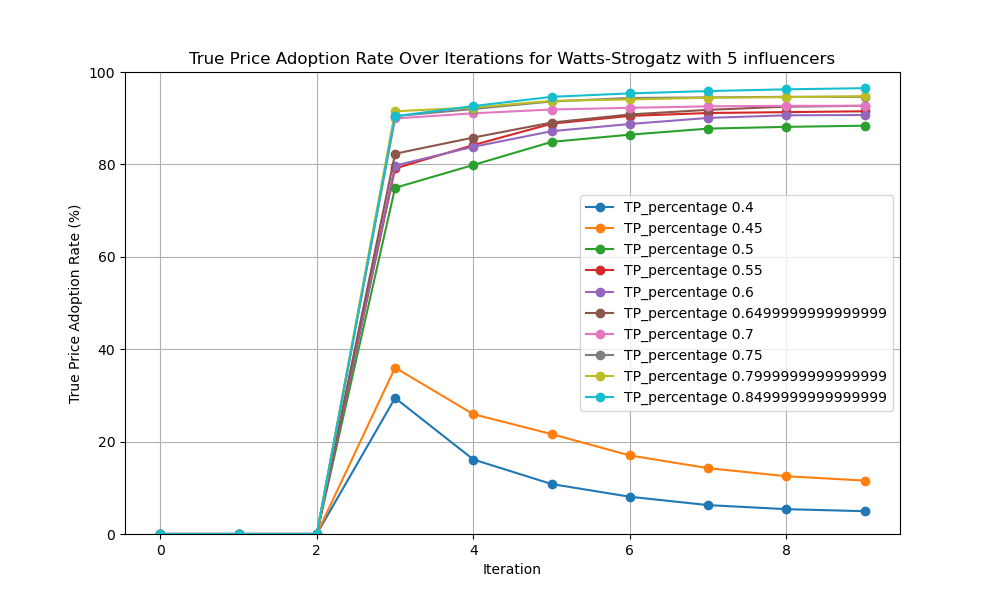 True Price Adoption Rate Over Iterations for Watts-Strogatz with 5 influencers
100
80
60
40
20
0
True Price Adoption Rate (%)
TP_percentage 0.4
TP_percentage 0.45
TP_percentage 0.5
TP_percentage 0.55
TP_percentage 0.6
TP_percentage 0.6499999999999999
TP_percentage 0.7
TP_percentage 0.75
TP_percentage 0.7999999999999999
TP_percentage 0.8499999999999999
0 2 4 6 8
Iteration